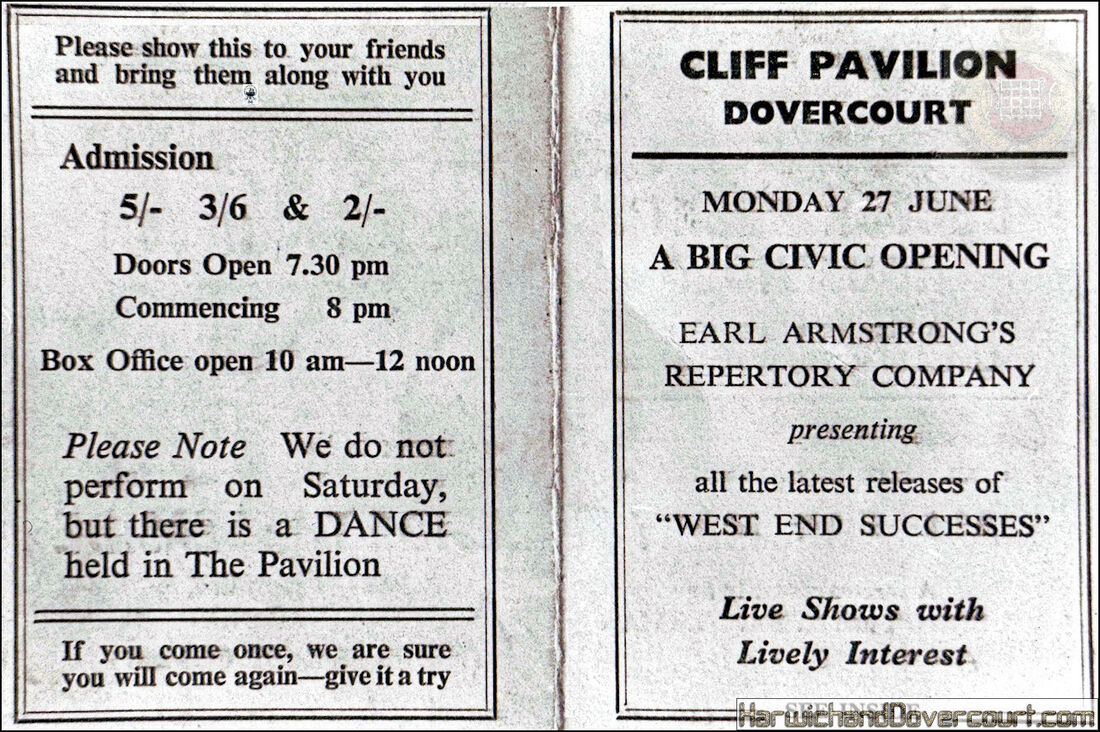 Please show this to your friends
and bring them along with you
Admission
5/- 3/6 & 2/-
Doors Open 7.30 pm
Commencing 8 pm
Box Office open 10 am—12 noon
Please Note We do not
perform on Saturday,
but there is a DANCE
held in The Pavilion
If you come once, we are sure
you will come again—give it a try
CLIFF PAVILION
DOVERCOURT
MONDAY 27 JUNE
A BIG CIVIC OPENING
EARL ARMSTRONG'S
REPERTORY COMPANY
presenting
all the latest releases of
"WEST END SUCCESSES"
Live Shows with
Lively Interest
SEE INSIDE
HarwichandDovercourt.com